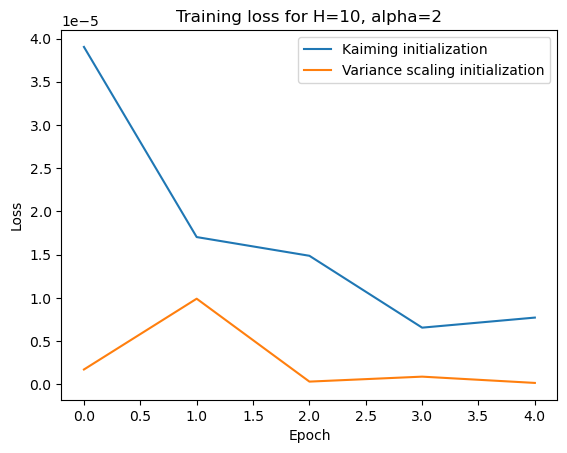 Training loss for H=10, alpha=2
1e−5
Kaiming initialization
Variance scaling initialization
4.0
3.5
3.0
2.5
2.0
1.5
1.0
0.5
0.0
Loss
0.0 0.5 1.0 1.5 2.0 2.5 3.0 3.5 4.0
Epoch